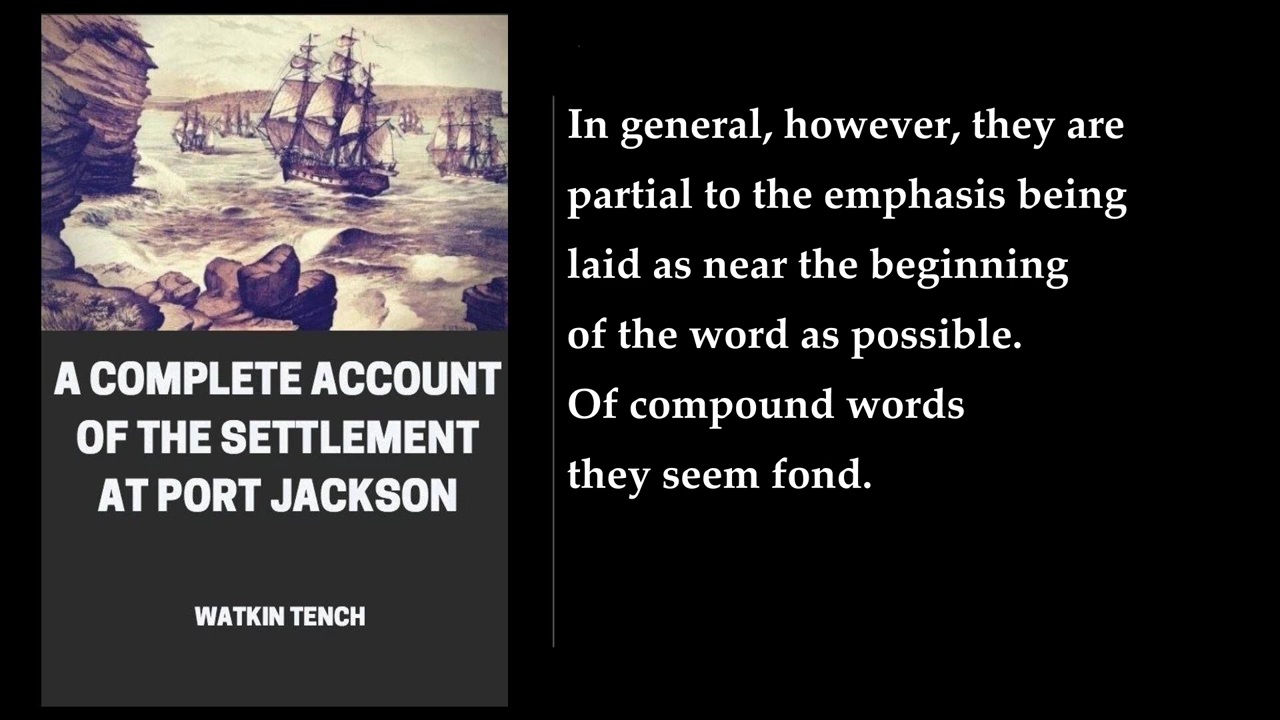 A COMPLETE ACCOUNT
OF THE SETTLEMENT
AT PORT JACKSON
WATKIN TENCH
In general, however, they are
partial to the emphasis being
laid as near the beginning
of the word as possible.
Of compound words
they seem fond.